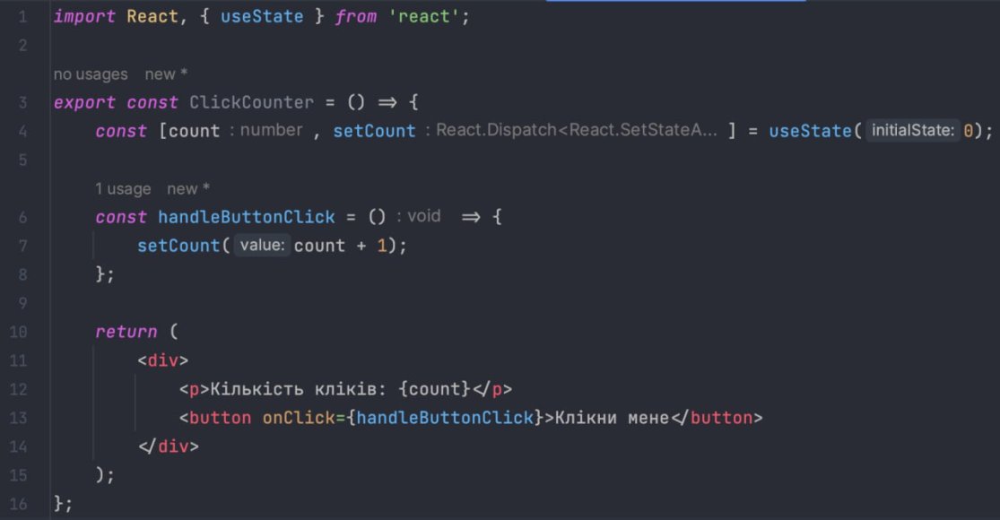 1 import React, { useState } from 'react';
2
no usages new *
3 export const ClickCounter = () => {
4 const [count : number , setCount : React.Dispatch<React.SetStateA... ] = useState( initialState: 0);
5
1 usage new *
6 const handleButtonClick = () : void => {
7 setCount( value: count + 1);
8 };
9
10 return (
11 <div>
12 <p>Кількість кліків: {count}</p>
13 <button onClick={handleButtonClick}>Клікни мене</button>
14 </div>
15 );
16 };